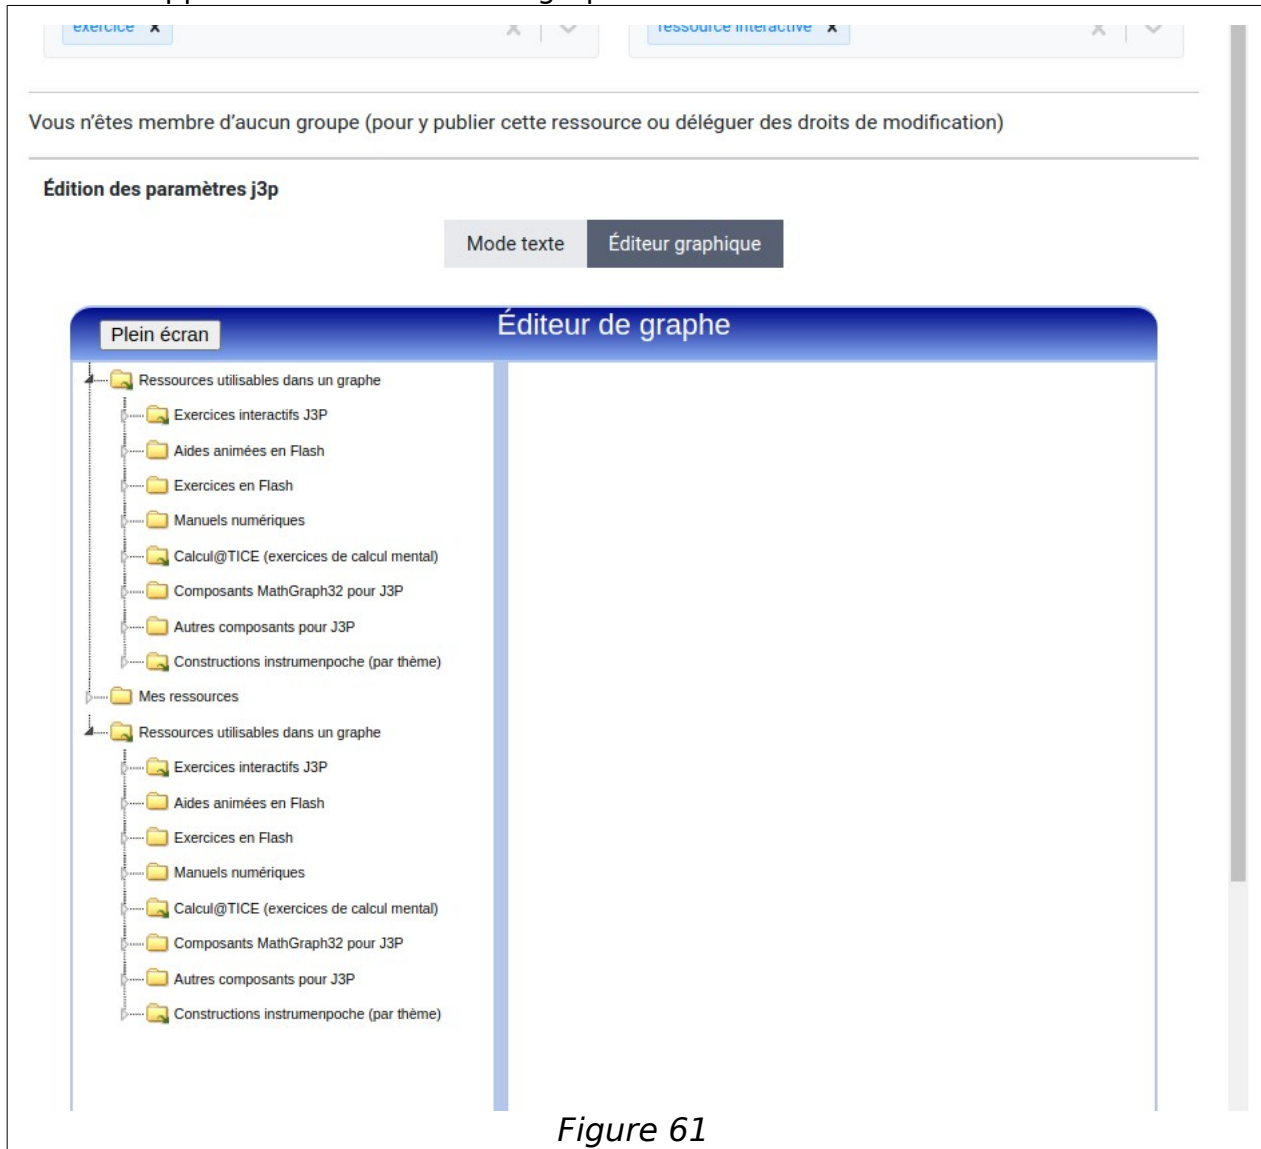 exercice x
ressource interactive x
Vous n’êtes membre d’aucun groupe (pour y publier cette ressource ou déléguer des droits de modification)
Édition des paramètres j3p
Mode texte Éditeur graphique
Plein écran Éditeur de graphe
Ressources utilisables dans un graphe
Exercices interactifs J3P
Aides animées en Flash
Exercices en Flash
Manuels numériques
Calcul@TICE (exercices de calcul mental)
Composants MathGraph32 pour J3P
Autres composants pour J3P
Constructions instrumenpoche (par thème)
Mes ressources
Ressources utilisables dans un graphe
Exercices interactifs J3P
Aides animées en Flash
Exercices en Flash
Manuels numériques
Calcul@TICE (exercices de calcul mental)
Composants MathGraph32 pour J3P
Autres composants pour J3P
Constructions instrumenpoche (par thème)
Figure 61